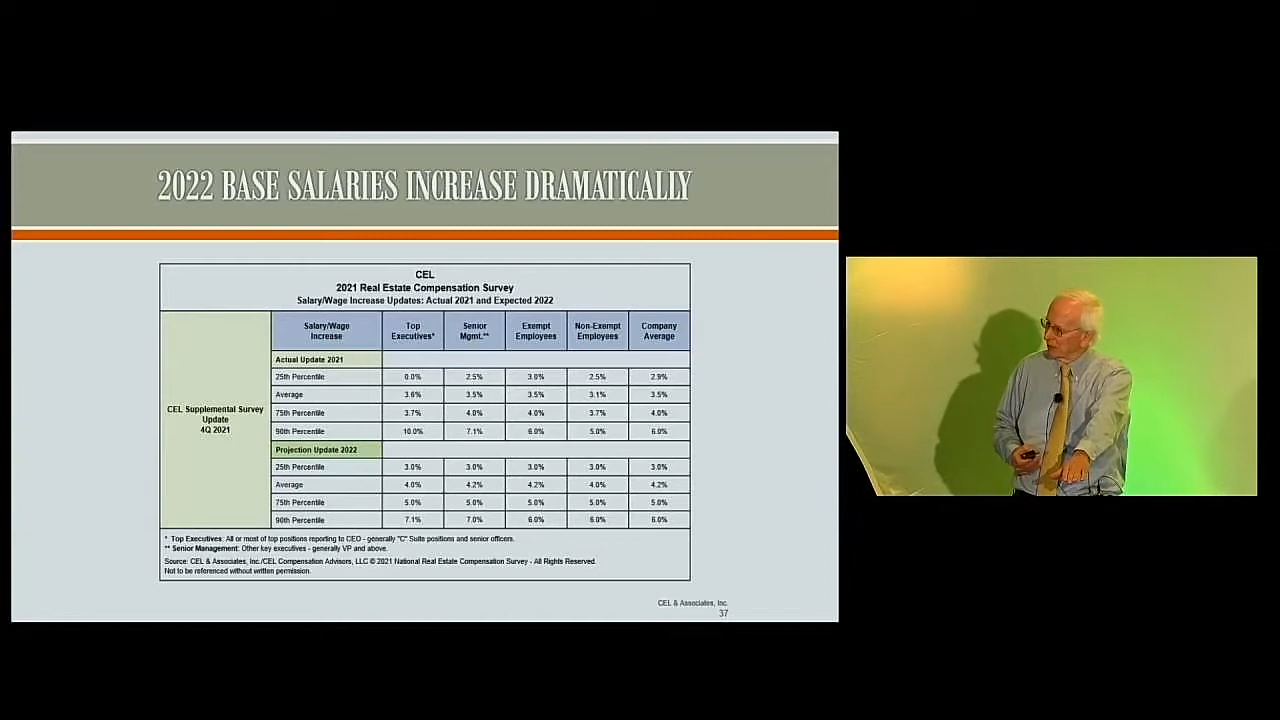 2022 BASE SALARIES INCREASE DRAMATICALLY
CEL
2021 Real Estate Compensation Survey
Salary/Wage Increase Updates: Actual 2021 and Expected 2022
CEL Supplemental Survey
Update
4Q 2021
Salary/Wage Increase Top Executives* Senior Mgmt.** Exempt Employees Non-Exempt Employees Company Average
Actual Update 2021
25th Percentile 0.0% 2.5% 3.0% 2.5% 2.9%
Average 3.6% 3.5% 3.5% 3.1% 3.5%
75th Percentile 3.7% 4.0% 4.0% 3.7% 4.0%
90th Percentile 10.0% 7.1% 6.0% 5.0% 6.0%
Projection Update 2022
25th Percentile 3.0% 3.0% 3.0% 3.0% 3.0%
Average 4.0% 4.2% 4.2% 4.0% 4.2%
75th Percentile 5.0% 5.0% 5.0% 5.0% 5.0%
90th Percentile 7.1% 7.0% 6.0% 6.0% 6.0%
* Top Executives: All or most of top positions reporting to CEO - generally "C" Suite positions and senior officers.
** Senior Management: Other key executives - generally VP and above.
Source: CEL & Associates, Inc./CEL Compensation Advisors, LLC © 2021 National Real Estate Compensation Survey - All Rights Reserved.
Not to be referenced without written permission.
CEL & Associates, Inc.
37